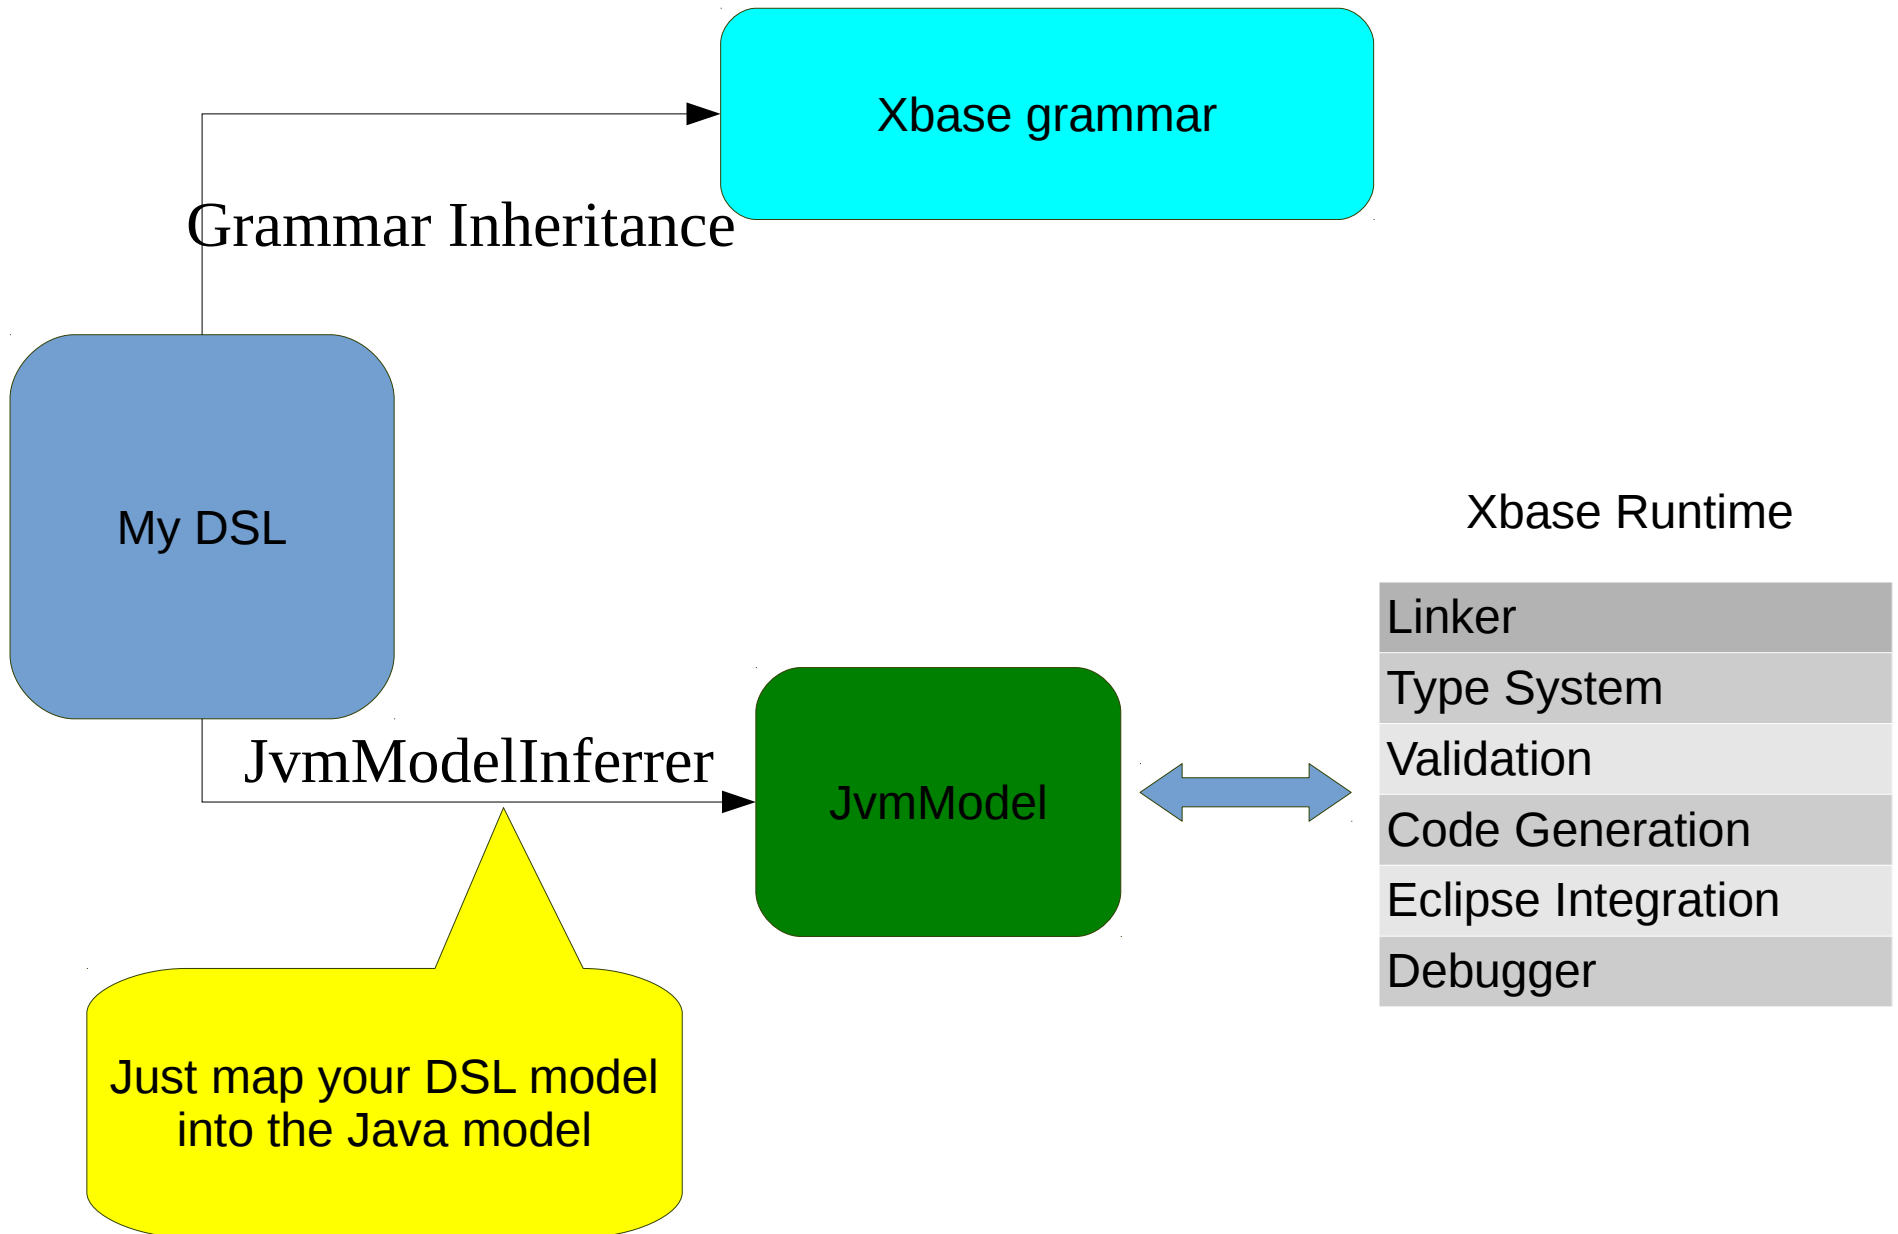 Xbase grammar
Grammar Inheritance
My DSL
Xbase Runtime
Linker
Type System
Validation
Code Generation
Eclipse Integration
Debugger
JvmModelInferrer
JvmModel
Just map your DSL model
into the Java model